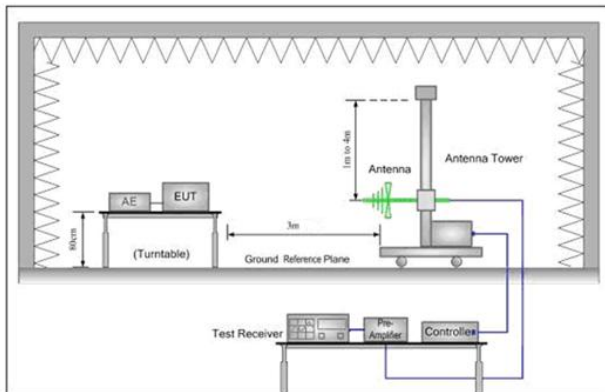 1m to 4m
Antenna
Antenna Tower
AE
EUT
80cm
(Turntable)
3m
Ground Reference Plane
Test Receiver
Pre-
Amplifier
Controller